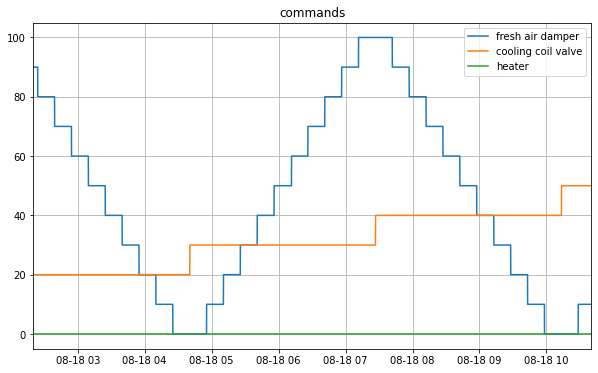 commands
fresh air damper
cooling coil valve
heater
100
80
60
40
20
0
08-18 03 08-18 04 08-18 05 08-18 06 08-18 07 08-18 08 08-18 09 08-18 10